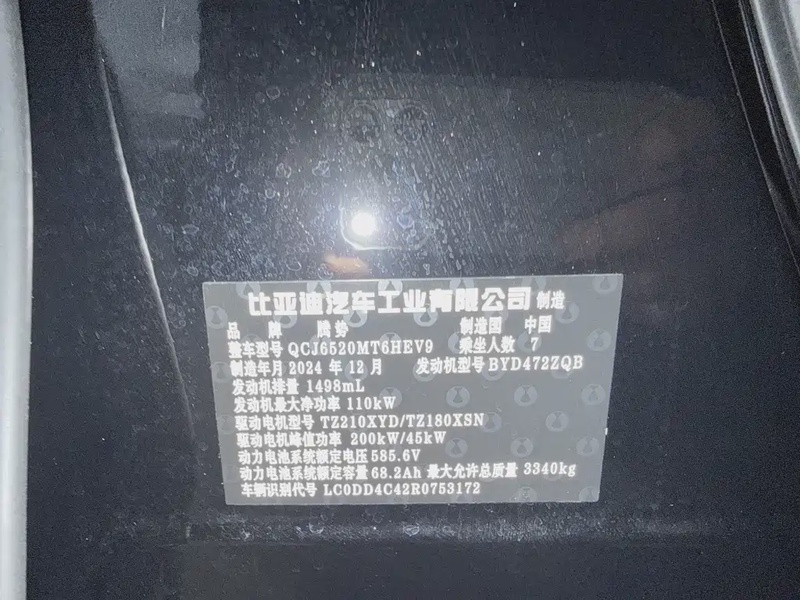 比亚迪汽车工业有限公司 制造
品 牌 腾势 制造国 中国
整车型号 QCJ6520MT6HEV9 乘坐人数 7
制造年月 2024 年 12 月 发动机型号 BYD472ZQB
发动机排量 1498mL
发动机最大净功率 110kW
驱动电机型号 TZ210XYD/TZ180XSN
驱动电机峰值功率 200kW/45kW
动力电池系统额定电压 585.6V
动力电池系统额定容量 68.2Ah 最大允许总质量 3340kg
车辆识别代号 LC0DD4C42R0753172